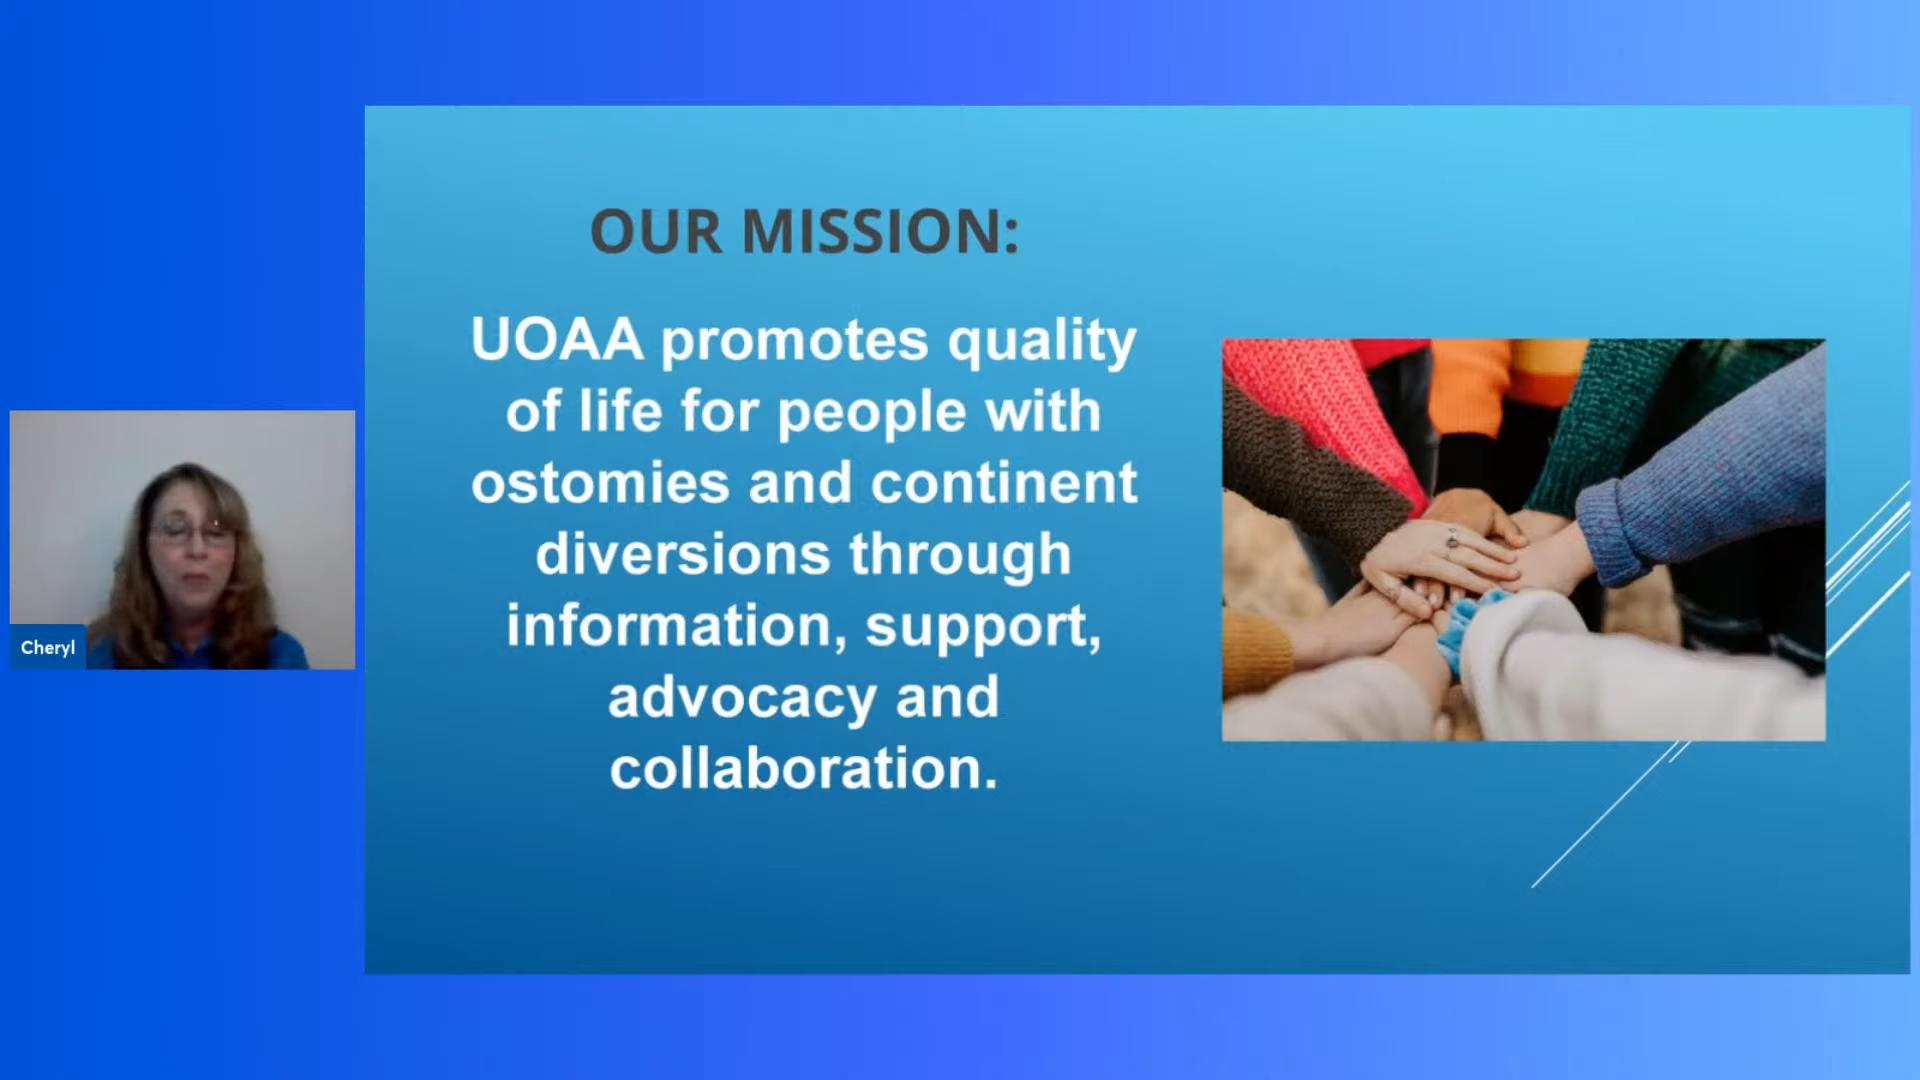 OUR MISSION:
UOAA promotes quality
of life for people with
ostomies and continent
diversions through
information, support,
advocacy and
collaboration.
Cheryl